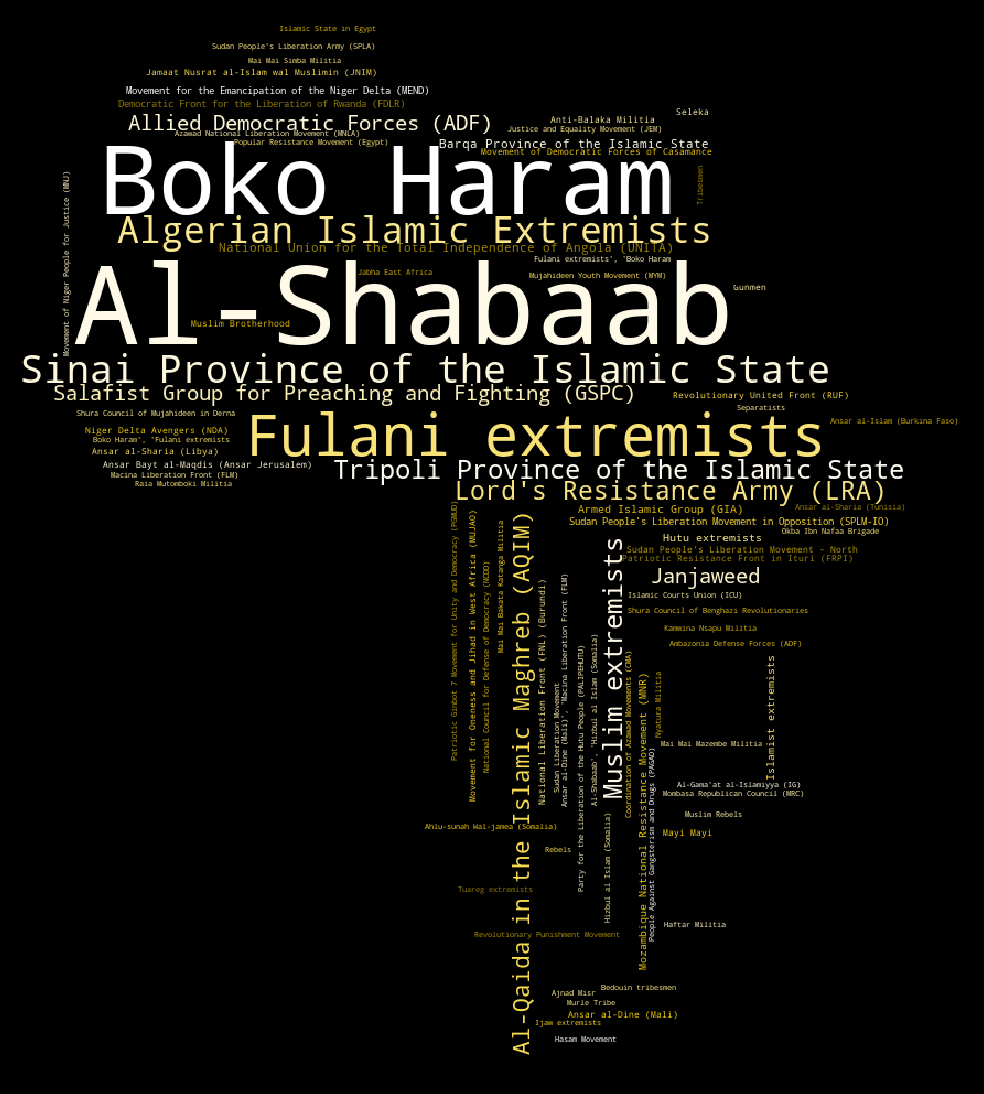 Islamic State in Egypt
Sudan People's Liberation Army (SPLA)
Mai Mai Simba Militia
Jamaat Nusrat al-Islam wal Muslimin (JNIM)
Movement for the Emancipation of the Niger Delta (MEND)
Democratic Front for the Liberation of Rwanda (FDLR)
Seleka
Allied Democratic Forces (ADF)
Anti-Balaka Militia
Justice and Equality Movement (JEM)
Azawad National Liberation Movement (MNLA)
Popular Resistance Movement (Egypt)
Barqa Province of the Islamic State
Movement of Democratic Forces of Casamance
Boko Haram
Tribesmen
Movement of Niger People for Justice (MNJ)
Algerian Islamic Extremists
National Union for the Total Independence of Angola (UNITA)
Fulani extremists', 'Boko Haram
Jabha East Africa
Mujahideen Youth Movement (MYM)
Gunmen
Al-Shabaab
Muslim Brotherhood
Sinai Province of the Islamic State
Salafist Group for Preaching and Fighting (GSPC)
Revolutionary United Front (RUF)
Separatists
Shura Council of Mujahideen in Derna
Ansar al-Islam (Burkina Faso)
Niger Delta Avengers (NDA)
Boko Haram', "Fulani extremists
Fulani extremists
Ansar al-Sharia (Libya)
Ansar Bayt al-Maqdis (Ansar Jerusalem)
Tripoli Province of the Islamic State
Macina Liberation Front (FLM)
Raia Mutomboki Militia
Lord's Resistance Army (LRA)
Armed Islamic Group (GIA)
Ansar al-Sharia (Tunisia)
Sudan People's Liberation Movement in Opposition (SPLM-IO)
Okba Ibn Nafaa Brigade
Hutu extremists
Sudan People's Liberation Movement - North
Patriotic Resistance Front in Ituri (FRPI)
Janjaweed
Islamic Courts Union (ICU)
Shura Council of Benghazi Revolutionaries
Kamwina Nsapu Militia
Ambazonia Defense Forces (ADF)
Patriotic Ginbot 7 Movement for Unity and Democracy (PGMUD)
Movement for Oneness and Jihad in West Africa (MUJAO)
National Council for Defense of Democracy (NCDD)
Mai Mai Bakata Katanga Militia
Al-Qaida in the Islamic Maghreb (AQIM)
National Liberation Front (FNL) (Burundi)
Sudan Liberation Movement
Ansar al-Dine (Mali)', "Macina Liberation Front (FLM)
Party for the Liberation of the Hutu People (PALIPEHUTU)
Al-Shabaab', 'Hizbul al Islam (Somalia)
Muslim extremists
Hizbul al Islam (Somalia)
Coordination of Azawad Movements (CMA)
Mozambique National Resistance Movement (MNR)
People Against Gangsterism and Drugs (PAGAD)
Nyatura Militia
Islamist extremists
Mai Mai Mazembe Militia
Al-Gama'at al-Islamiyya (IG)
Mombasa Republican Council (MRC)
Muslim Rebels
Ahlu-sunah Wal-jamea (Somalia)
Mayi Mayi
Rebels
Tuareg extremists
Haftar Militia
Revolutionary Punishment Movement
Bedouin tribesmen
Ajnad Misr
Murle Tribe
Ansar al-Dine (Mali)
Ijaw extremists
Hasam Movement